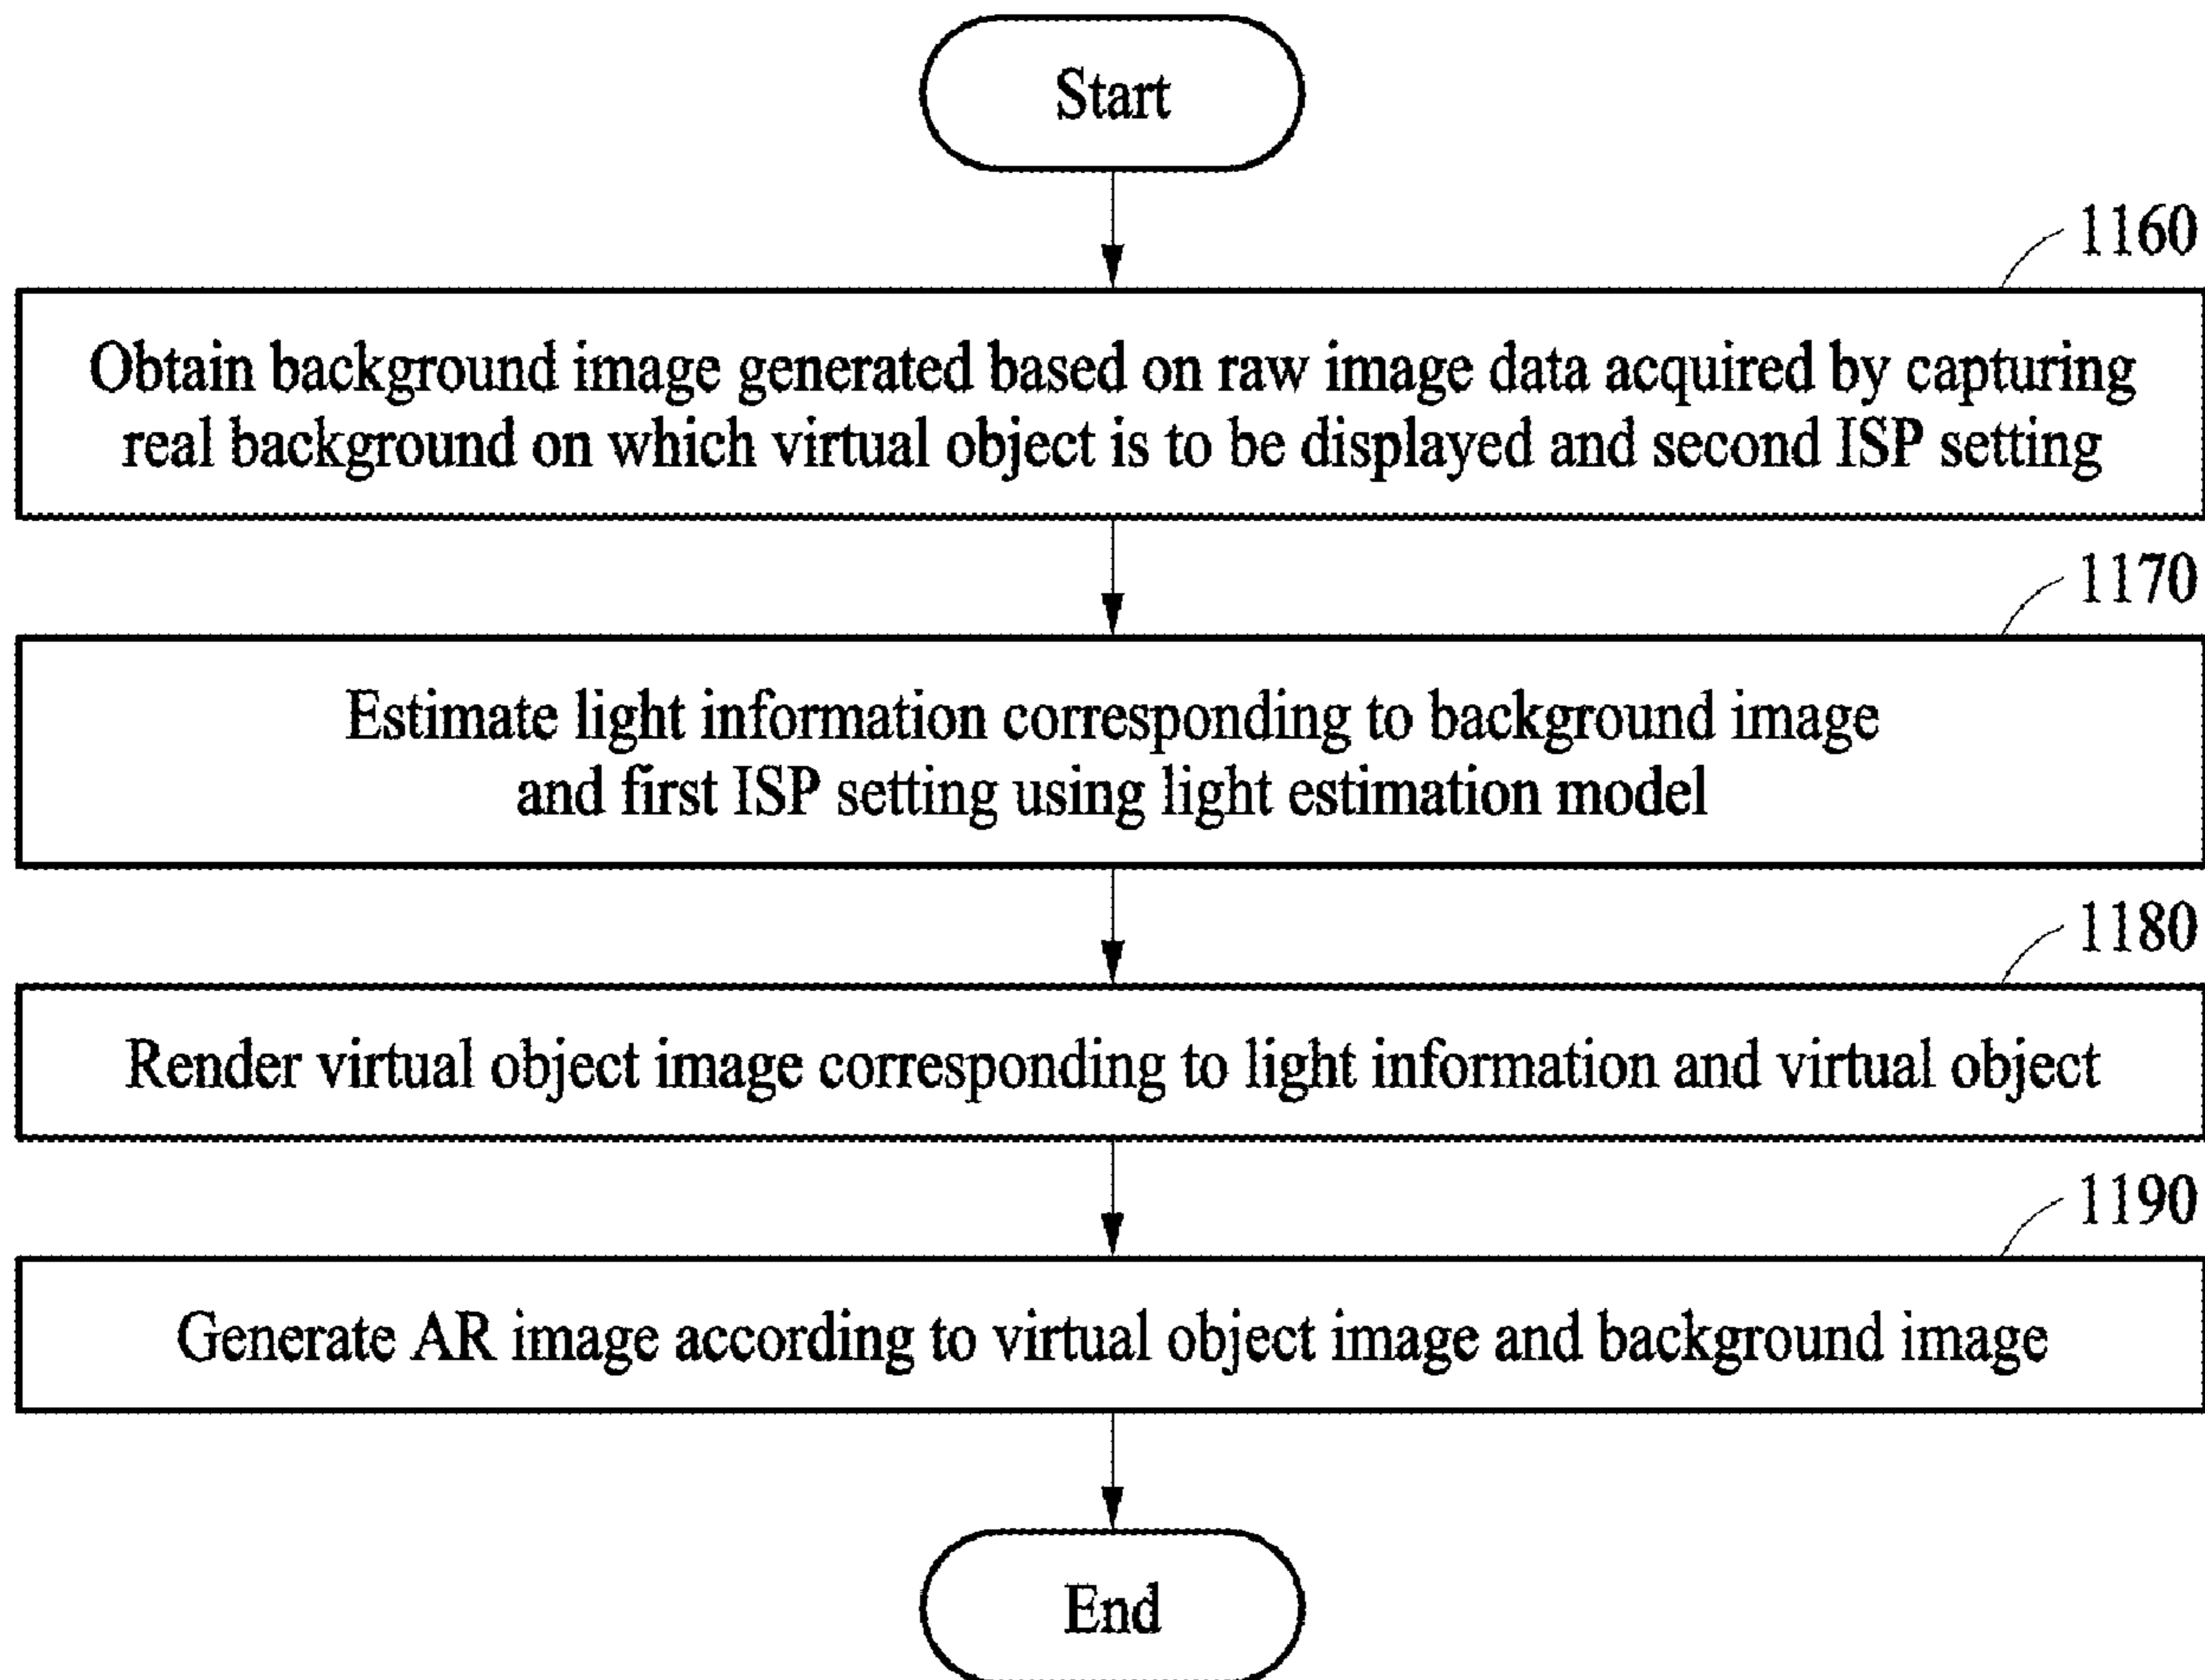 Start
1160
Obtain background image generated based on raw image data acquired by capturing
real background on which virtual object is to be displayed and second ISP setting
1170
Estimate light information corresponding to background image
and first ISP setting using light estimation model
1180
Render virtual object image corresponding to light information and virtual object
1190
Generate AR image according to virtual object image and background image
End